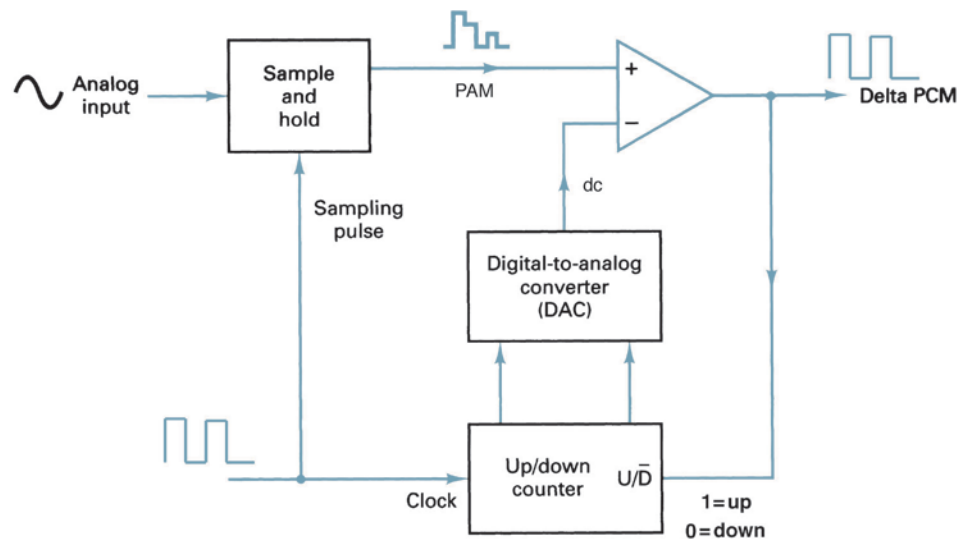 Analog
input
Sample
and
hold
PAM
+
−
Delta PCM
dc
Sampling
pulse
Digital-to-analog
converter
(DAC)
Clock
Up/down
counter
U/D̅
1=up
0=down